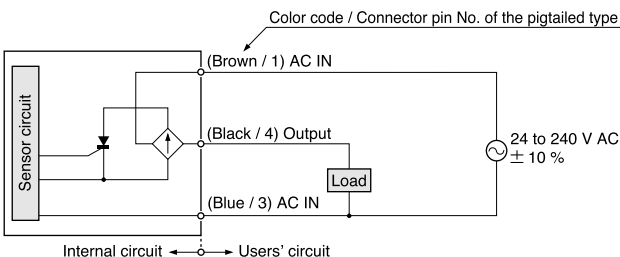 Color code / Connector pin No. of the pigtailed type
(Brown / 1) AC IN
Sensor circuit
(Black / 4) Output
24 to 240 V AC
± 10 %
Load
(Blue / 3) AC IN
Internal circuit
Users' circuit